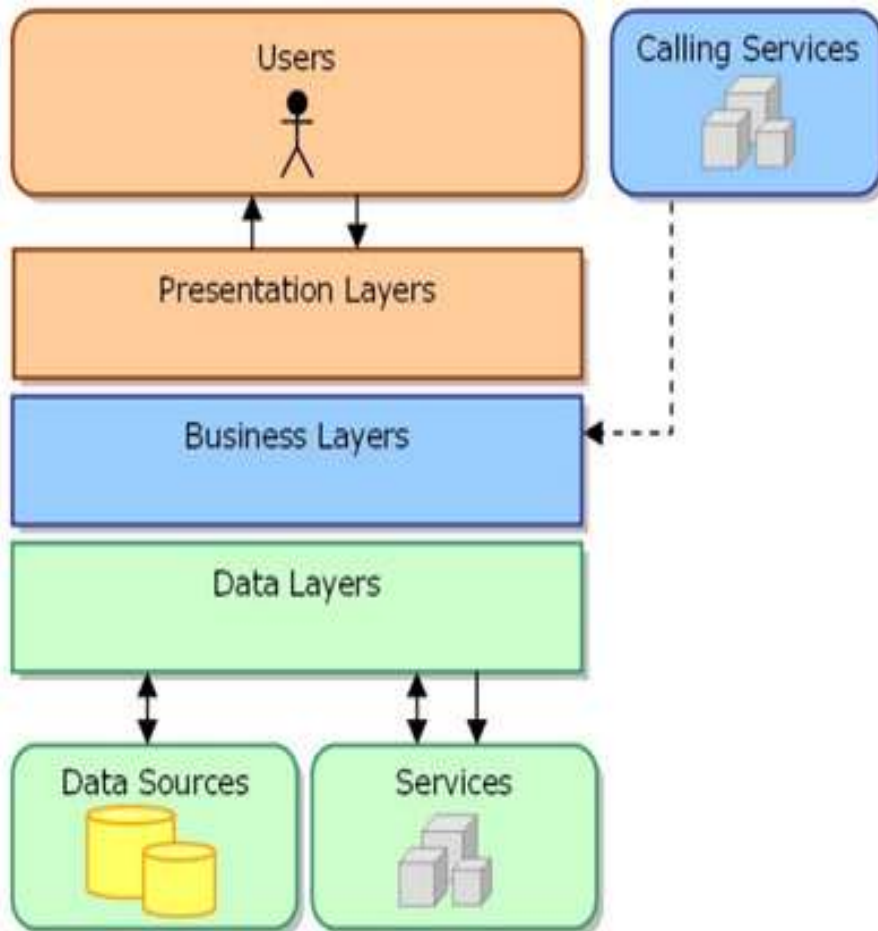 Users
Calling Services
Presentation Layers
Business Layers
Data Layers
Data Sources
Services